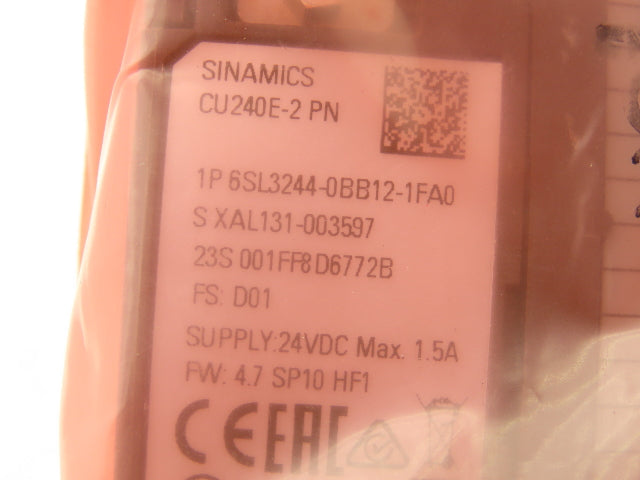 SINAMICS
CU240E-2 PN
1P 6SL3244-0BB12-1FA0
S XAL131-003597
23S 001FF8D6772B
FS: D01
SUPPLY:24VDC Max. 1.5A
FW: 4.7 SP10 HF1
CE EAC